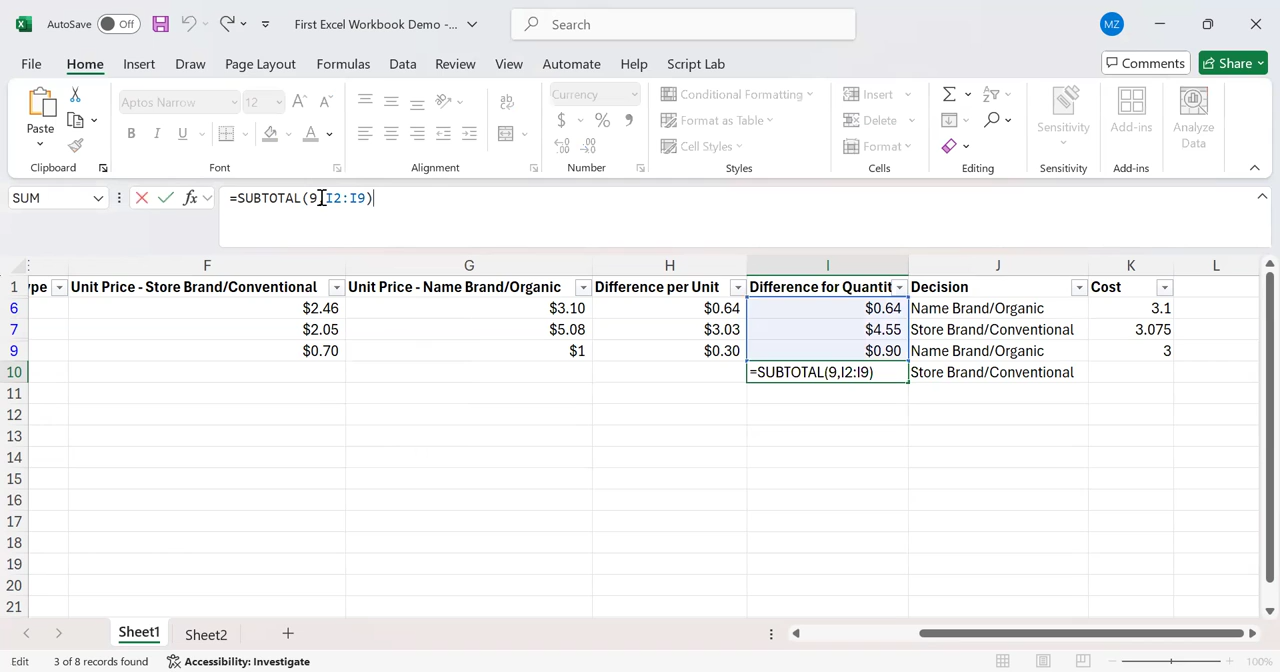 AutoSave Off First Excel Workbook Demo -... Search MZ
File Home Insert Draw Page Layout Formulas Data Review View Automate Help Script Lab Comments Share
Paste Aptos Narrow 12 ab Currency Conditional Formatting Insert
B I U A $ % Format as Table Delete Sensitivity Add-ins Analyze Data
Cell Styles Format
Clipboard Font Alignment Number Styles Cells Editing Sensitivity Add-ins
SUM fx =SUBTOTAL(9,I2:I9)
F G H I J K L
1 ype Unit Price - Store Brand/Conventional Unit Price - Name Brand/Organic Difference per Unit Difference for Quantit Decision Cost
6 $2.46 $3.10 $0.64 $0.64 Name Brand/Organic 3.1
7 $2.05 $5.08 $3.03 $4.55 Store Brand/Conventional 3.075
9 $0.70 $1 $0.30 $0.90 Name Brand/Organic 3
10 =SUBTOTAL(9,I2:I9) Store Brand/Conventional
11
12
13
14
15
16
17
18
19
20
21
Sheet1 Sheet2
Edit 3 of 8 records found Accessibility: Investigate 100%